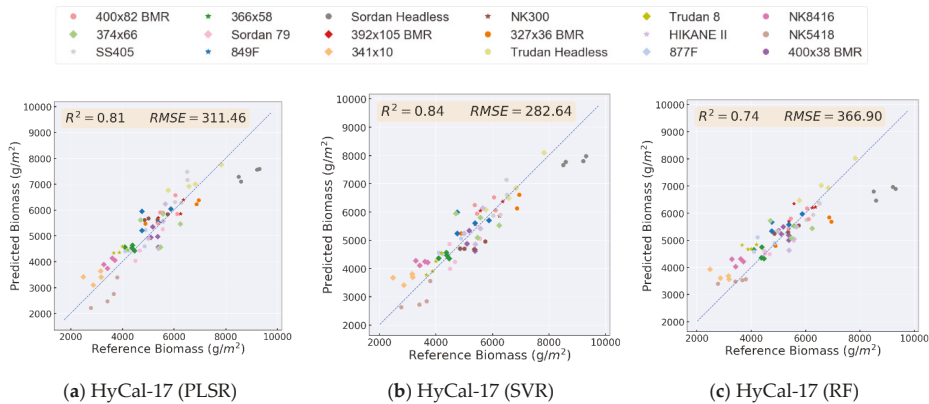 400x82 BMR 366x58 Sordan Headless NK300 Trudan 8 NK8416
374x66 Sordan 79 392x105 BMR 327x36 BMR HIKANE II NK5418
SS405 849F 341x10 Trudan Headless 877F 400x38 BMR
R² = 0.81 RMSE = 311.46
10000
9000
8000
7000
6000
5000
4000
3000
2000
Predicted Biomass (g/m²)
2000 4000 6000 8000 10000
Reference Biomass (g/m²)
(a) HyCal-17 (PLSR)
R² = 0.84 RMSE = 282.64
10000
9000
8000
7000
6000
5000
4000
3000
2000
Predicted Biomass (g/m²)
2000 4000 6000 8000 10000
Reference Biomass (g/m²)
(b) HyCal-17 (SVR)
R² = 0.74 RMSE = 366.90
10000
9000
8000
7000
6000
5000
4000
3000
2000
Predicted Biomass (g/m²)
2000 4000 6000 8000 10000
Reference Biomass (g/m²)
(c) HyCal-17 (RF)